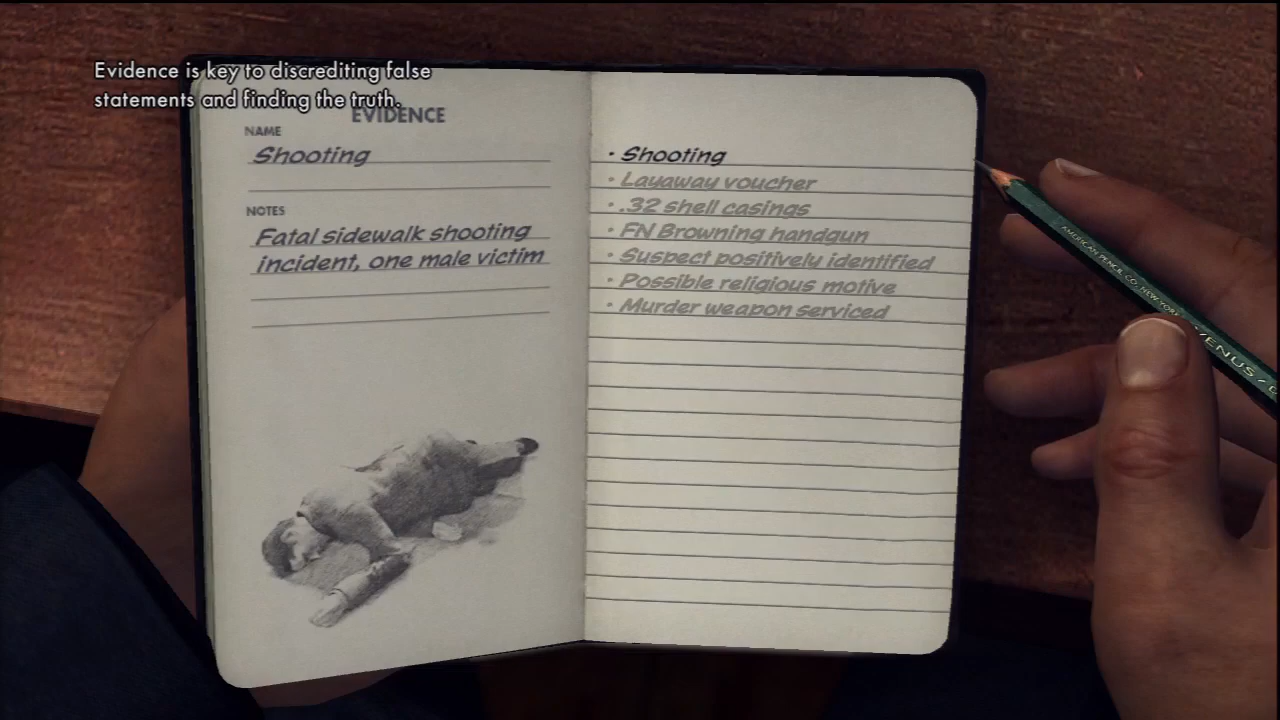 Evidence is key to discrediting false
statements and finding the truth.
EVIDENCE
NAME
Shooting
NOTES
Fatal sidewalk shooting
incident, one male victim
• Shooting
• Layaway voucher
• .32 shell casings
• FN Browning handgun
• Suspect positively identified
• Possible religious motive
• Murder weapon serviced
AMERICAN PENCIL CO. NEW YORK
VENUS